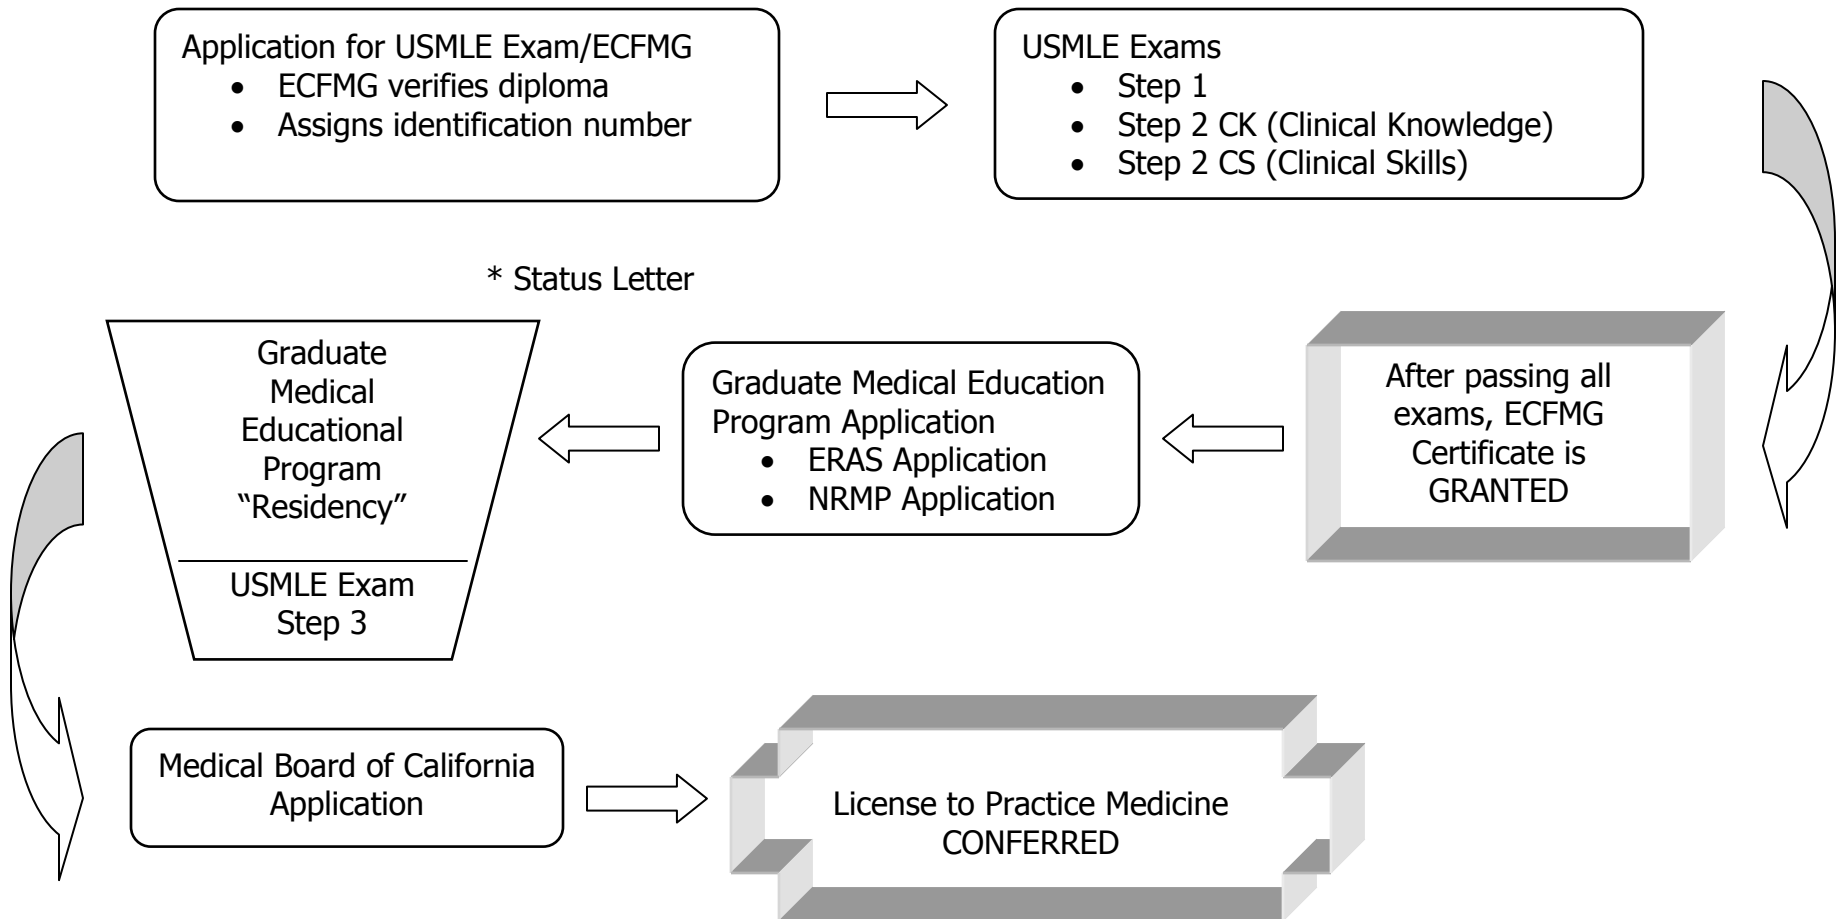 Application for USMLE Exam/ECFMG
• ECFMG verifies diploma
• Assigns identification number
USMLE Exams
• Step 1
• Step 2 CK (Clinical Knowledge)
• Step 2 CS (Clinical Skills)
* Status Letter
After passing all
exams, ECFMG
Certificate is
GRANTED
Graduate Medical Education
Program Application
• ERAS Application
• NRMP Application
Graduate
Medical
Educational
Program
“Residency”
USMLE Exam
Step 3
Medical Board of California
Application
License to Practice Medicine
CONFERRED